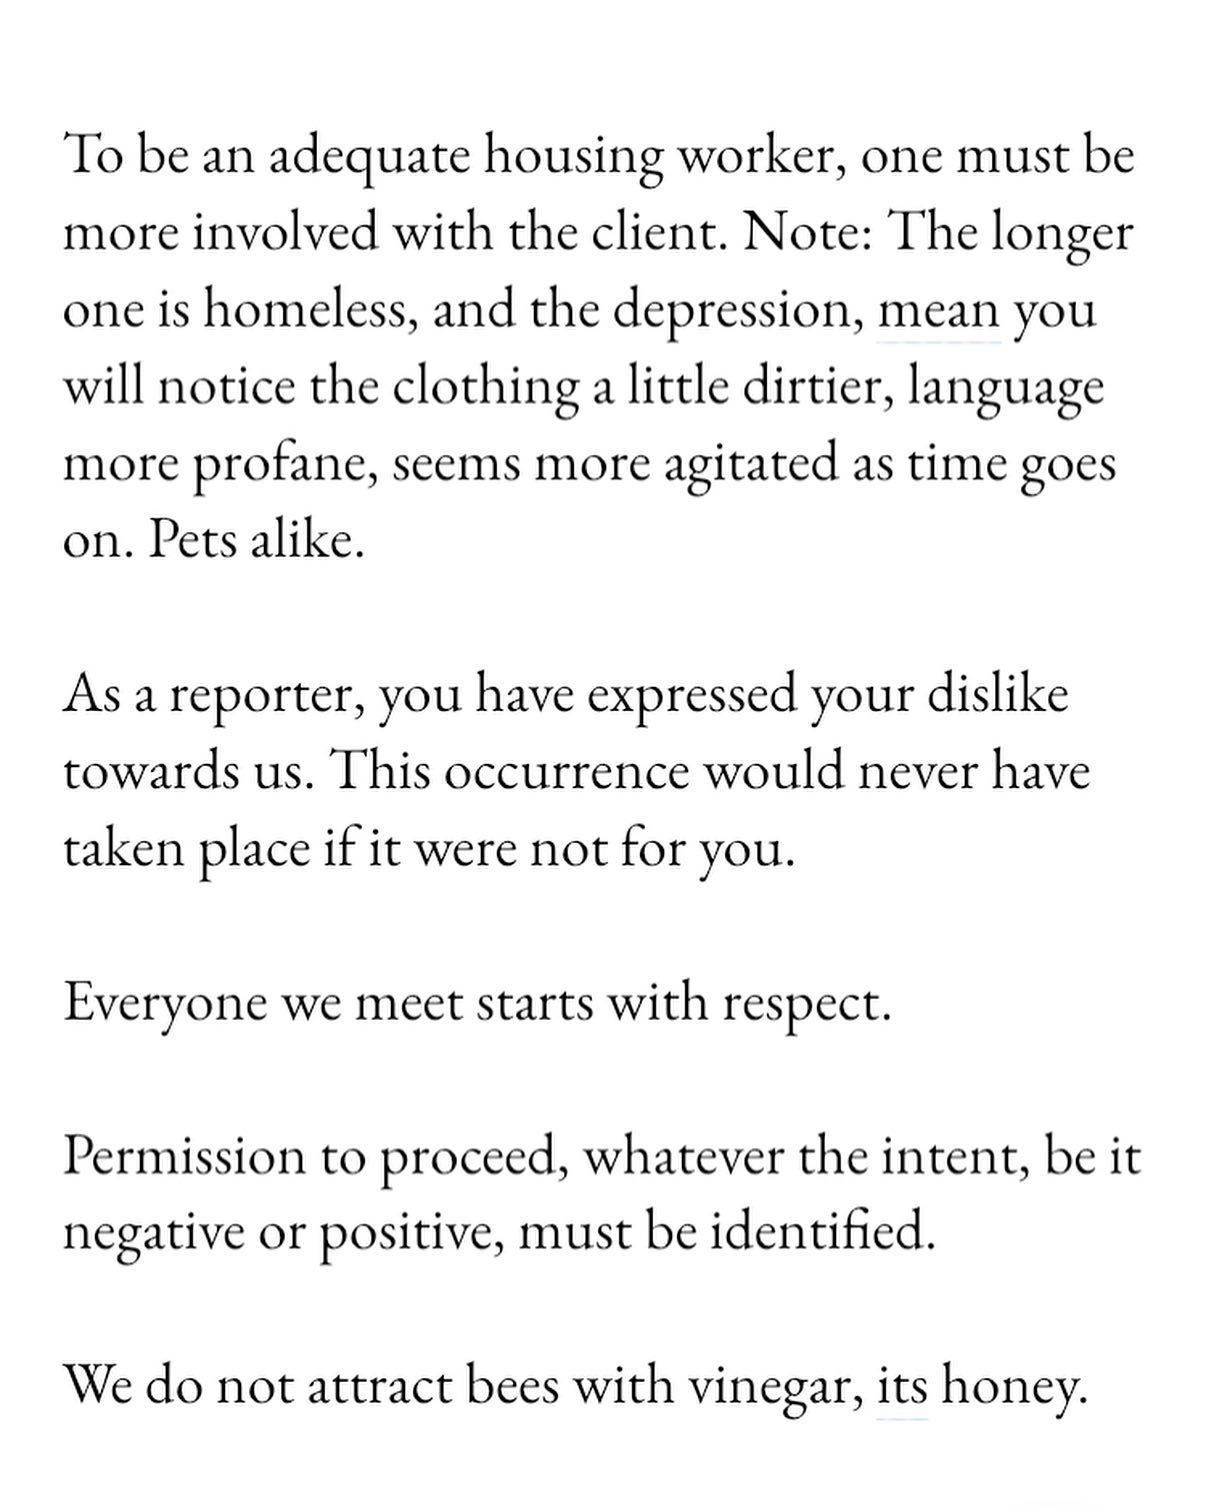 To be an adequate housing worker, one must be
more involved with the client. Note: The longer
one is homeless, and the depression, mean you
will notice the clothing a little dirtier, language
more profane, seems more agitated as time goes
on. Pets alike.
As a reporter, you have expressed your dislike
towards us. This occurrence would never have
taken place if it were not for you.
Everyone we meet starts with respect.
Permission to proceed, whatever the intent, be it
negative or positive, must be identified.
We do not attract bees with vinegar, its honey.